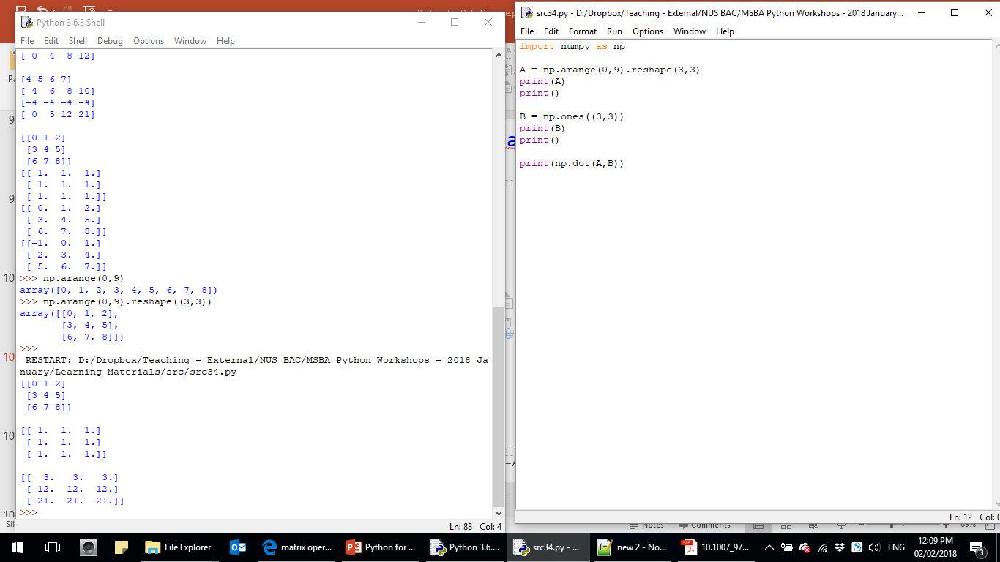 Python 3.6.3 Shell
File Edit Shell Debug Options Window Help
[ 0  4  8 12]
[4 5 6 7]
[ 4  6  8 10]
[-4 -4 -4 -4]
[ 0  5 12 21]
[[0 1 2]
 [3 4 5]
 [6 7 8]]
[[ 1.  1.  1.]
 [ 1.  1.  1.]
 [ 1.  1.  1.]]
[[ 0.  1.  2.]
 [ 3.  4.  5.]
 [ 6.  7.  8.]]
[[-1.  0.  1.]
 [ 2.  3.  4.]
 [ 5.  6.  7.]]
>>> np.arange(0,9)
array([0, 1, 2, 3, 4, 5, 6, 7, 8])
>>> np.arange(0,9).reshape((3,3))
array([[0, 1, 2],
       [3, 4, 5],
       [6, 7, 8]])
>>>
 RESTART: D:/Dropbox/Teaching - External/NUS BAC/MSBA Python Workshops - 2018 Ja
nuary/Learning Materials/src/src34.py
[[0 1 2]
 [3 4 5]
 [6 7 8]]
[[ 1.  1.  1.]
 [ 1.  1.  1.]
 [ 1.  1.  1.]]
[[  3.   3.   3.]
 [ 12.  12.  12.]
 [ 21.  21.  21.]]
>>>
Ln: 88 Col: 4
src34.py - D:/Dropbox/Teaching - External/NUS BAC/MSBA Python Workshops - 2018 January...
File Edit Format Run Options Window Help
import numpy as np
A = np.arange(0,9).reshape(3,3)
print(A)
print()
B = np.ones((3,3))
print(B)
print()
print(np.dot(A,B))
Ln: 12 Col: 0
Notes Comments 69%
File Explorer
matrix oper...
Python for ...
Python 3.6....
src34.py - ...
new 2 - No...
10.1007_97...
ENG
12:09 PM
02/02/2018
3